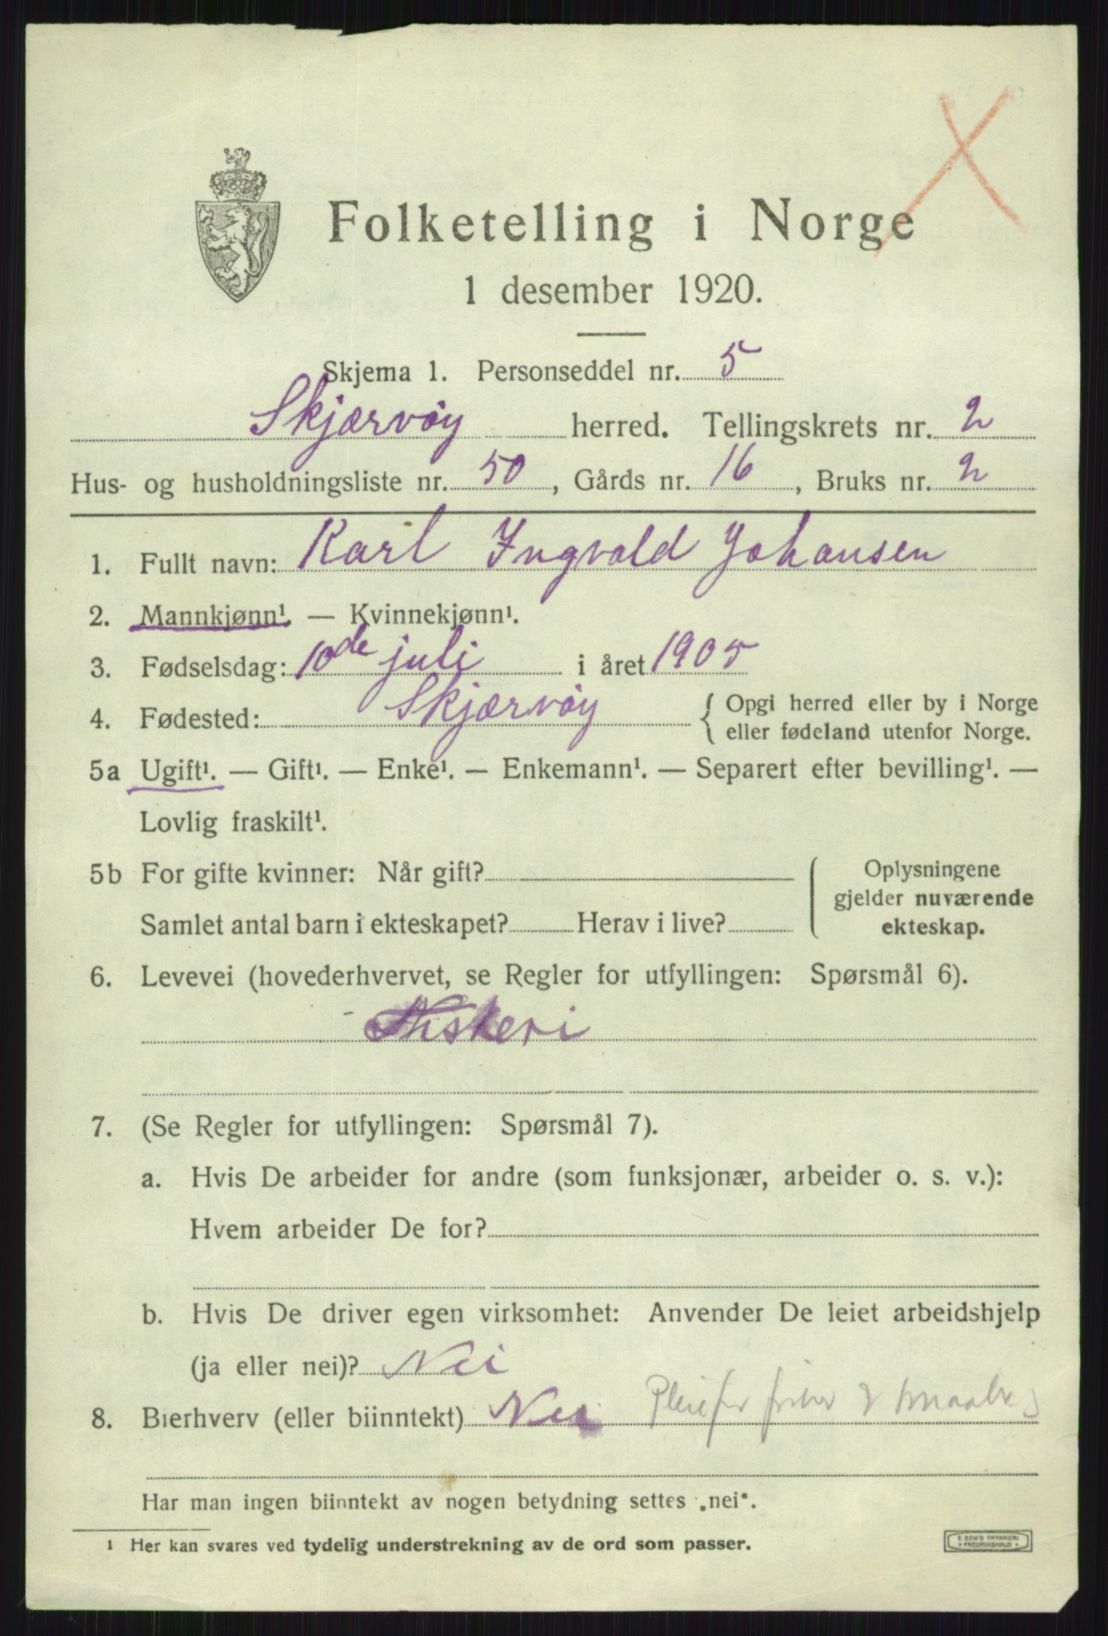 Folketelling i Norge
1 desember 1920.
Skjema 1. Personseddel nr. 5
Skjærvøy herred. Tellingskrets nr. 2
Hus- og husholdningsliste nr. 50, Gårds nr. 16, Bruks nr. 2
1. Fullt navn: Karl Ingvald Johansen
2. Mannkjønn¹. — Kvinnekjønn¹.
3. Fødselsdag: 10de juli i året 1905
4. Fødested: Skjærvøy { Opgi herred eller by i Norge
eller fødeland utenfor Norge.
5a Ugift¹. — Gift¹. — Enke¹. — Enkemann¹. — Separert efter bevilling¹. —
Lovlig fraskilt¹.
5b For gifte kvinner: Når gift? Oplysningene
gjelder nuværende
Samlet antal barn i ekteskapet? Herav i live? ekteskap.
6. Levevei (hovederhvervet, se Regler for utfyllingen: Spørsmål 6).
Fiskeri
7. (Se Regler for utfyllingen: Spørsmål 7).
a. Hvis De arbeider for andre (som funksjonær, arbeider o. s. v.):
Hvem arbeider De for?
b. Hvis De driver egen virksomhet: Anvender De leiet arbeidshjelp
(ja eller nei)? Nei
8. Bierhverv (eller biinntekt) Nei
Har man ingen biinntekt av nogen betydning settes „nei".
1 Her kan svares ved tydelig understrekning av de ord som passer.
E. SEM'S TRYKKERI
FREDRIKSHALD